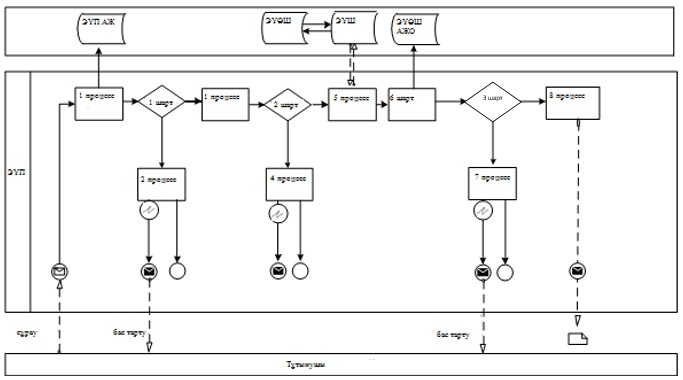 ЭҮП АЖ
ЭҮӨШ
ЭҮШ
ЭҮӨШ
АЖО
ЭҮП
1 процесс
1 шарт
1 процесс
2 шарт
5 процесс
6 шарт
3 шарт
8 процесс
2 процесс
4 процесс
7 процесс
сұрау
бас тарту
бас тарту
Тұтынушы